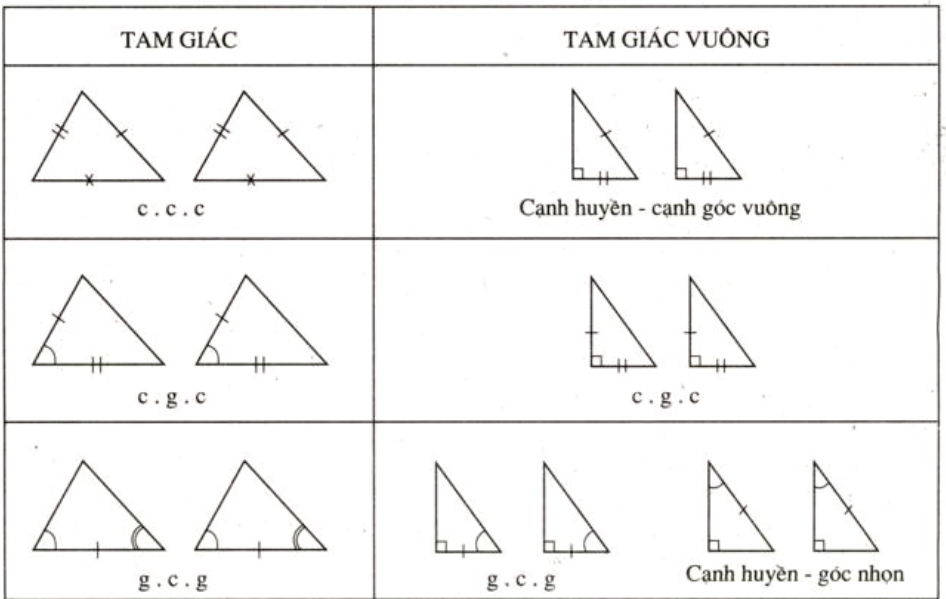 TAM GIÁC
TAM GIÁC VUÔNG
c . c . c
Cạnh huyền - cạnh góc vuông
c . g . c
c . g . c
g . c . g
g . c . g
Cạnh huyền - góc nhọn